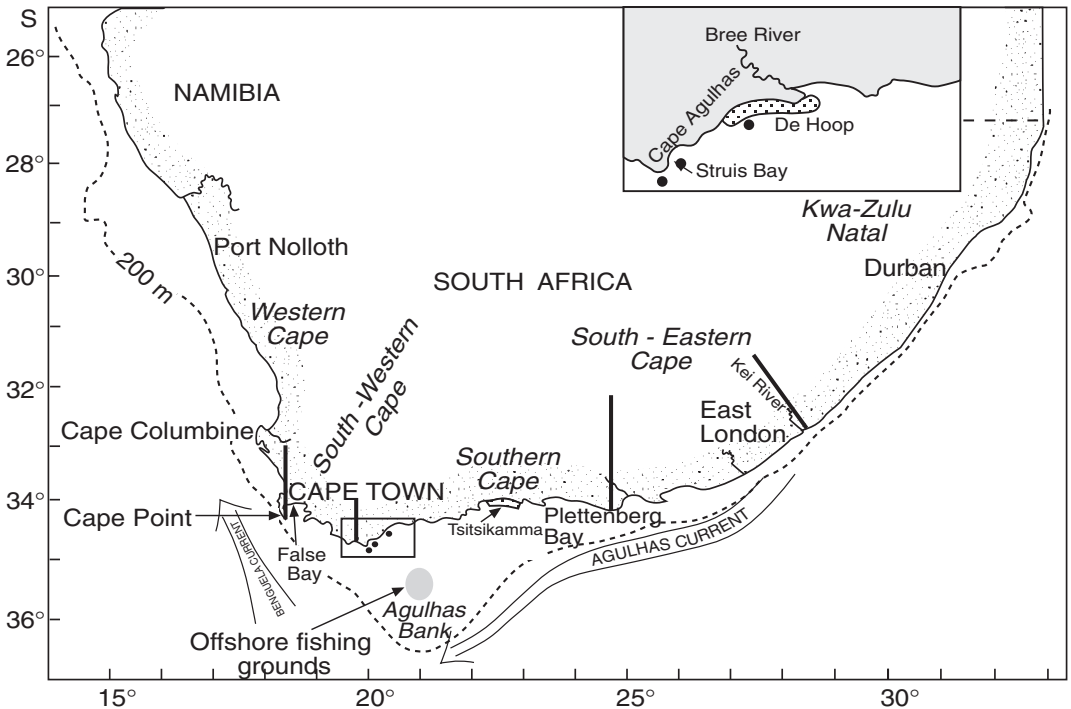 S
26°
28°
30°
32°
34°
36°
15°
20°
25°
30°
NAMIBIA
Port Nolloth
200 m
Western
Cape
SOUTH AFRICA
South -Western
Cape
South - Eastern
Cape
Kei River
East
London
Kwa-Zulu
Natal
Durban
Bree River
Cape Agulhas
De Hoop
Struis Bay
Cape Columbine
CAPE TOWN
Cape Point
False
Bay
Southern
Cape
Tsitsikamma
Plettenberg
Bay
AGULHAS CURRENT
BENGUELA CURRENT
Agulhas
Bank
Offshore fishing
grounds